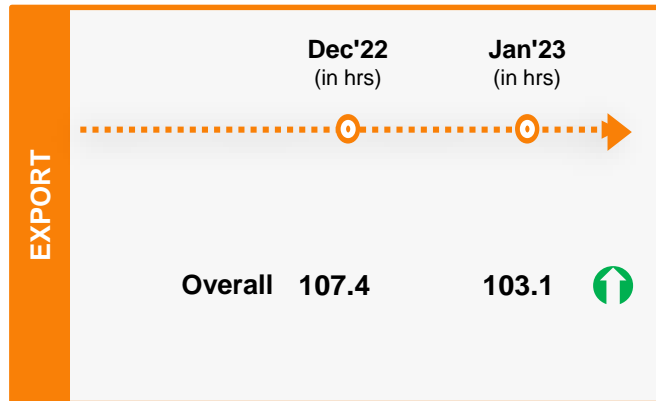 EXPORT
Dec'22 Jan'23
(in hrs) (in hrs)
Overall 107.4 103.1